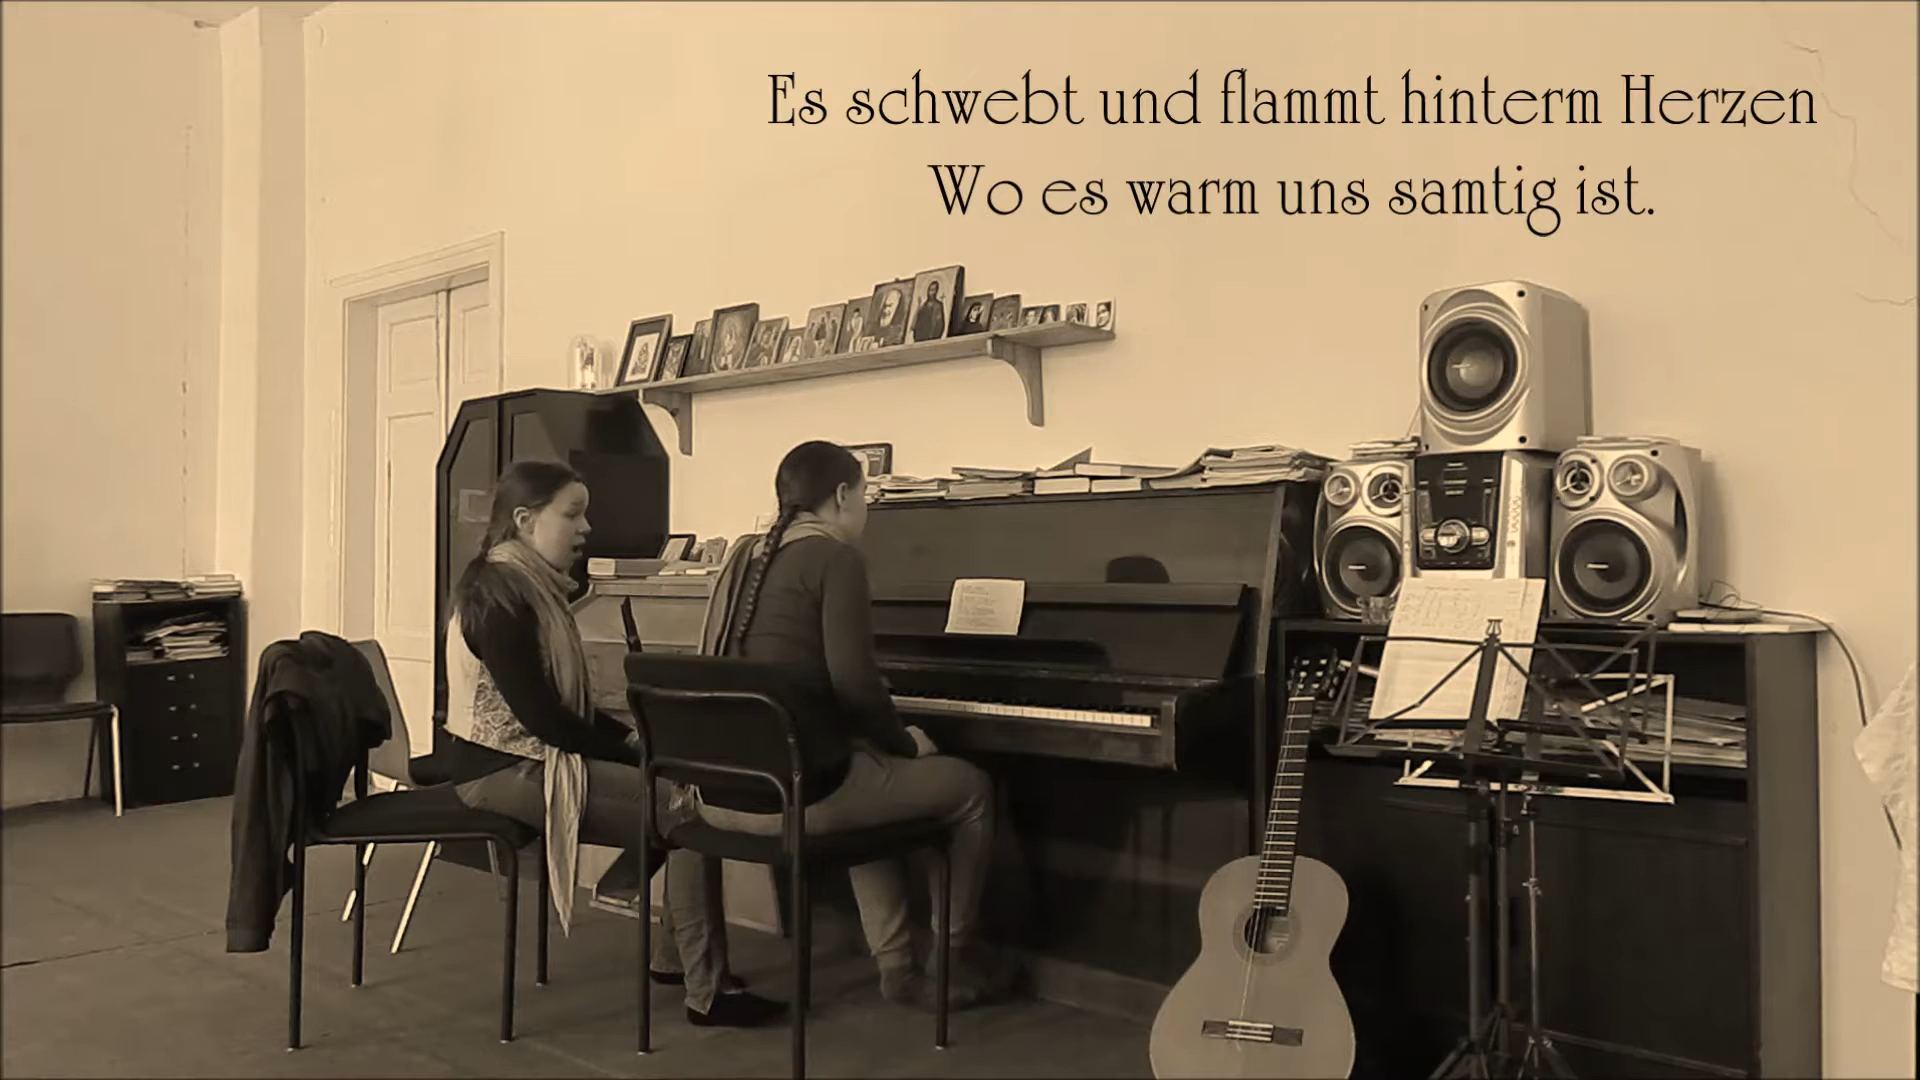 Es schwebt und flammt hinterm Herzen
Wo es warm uns samtig ist.